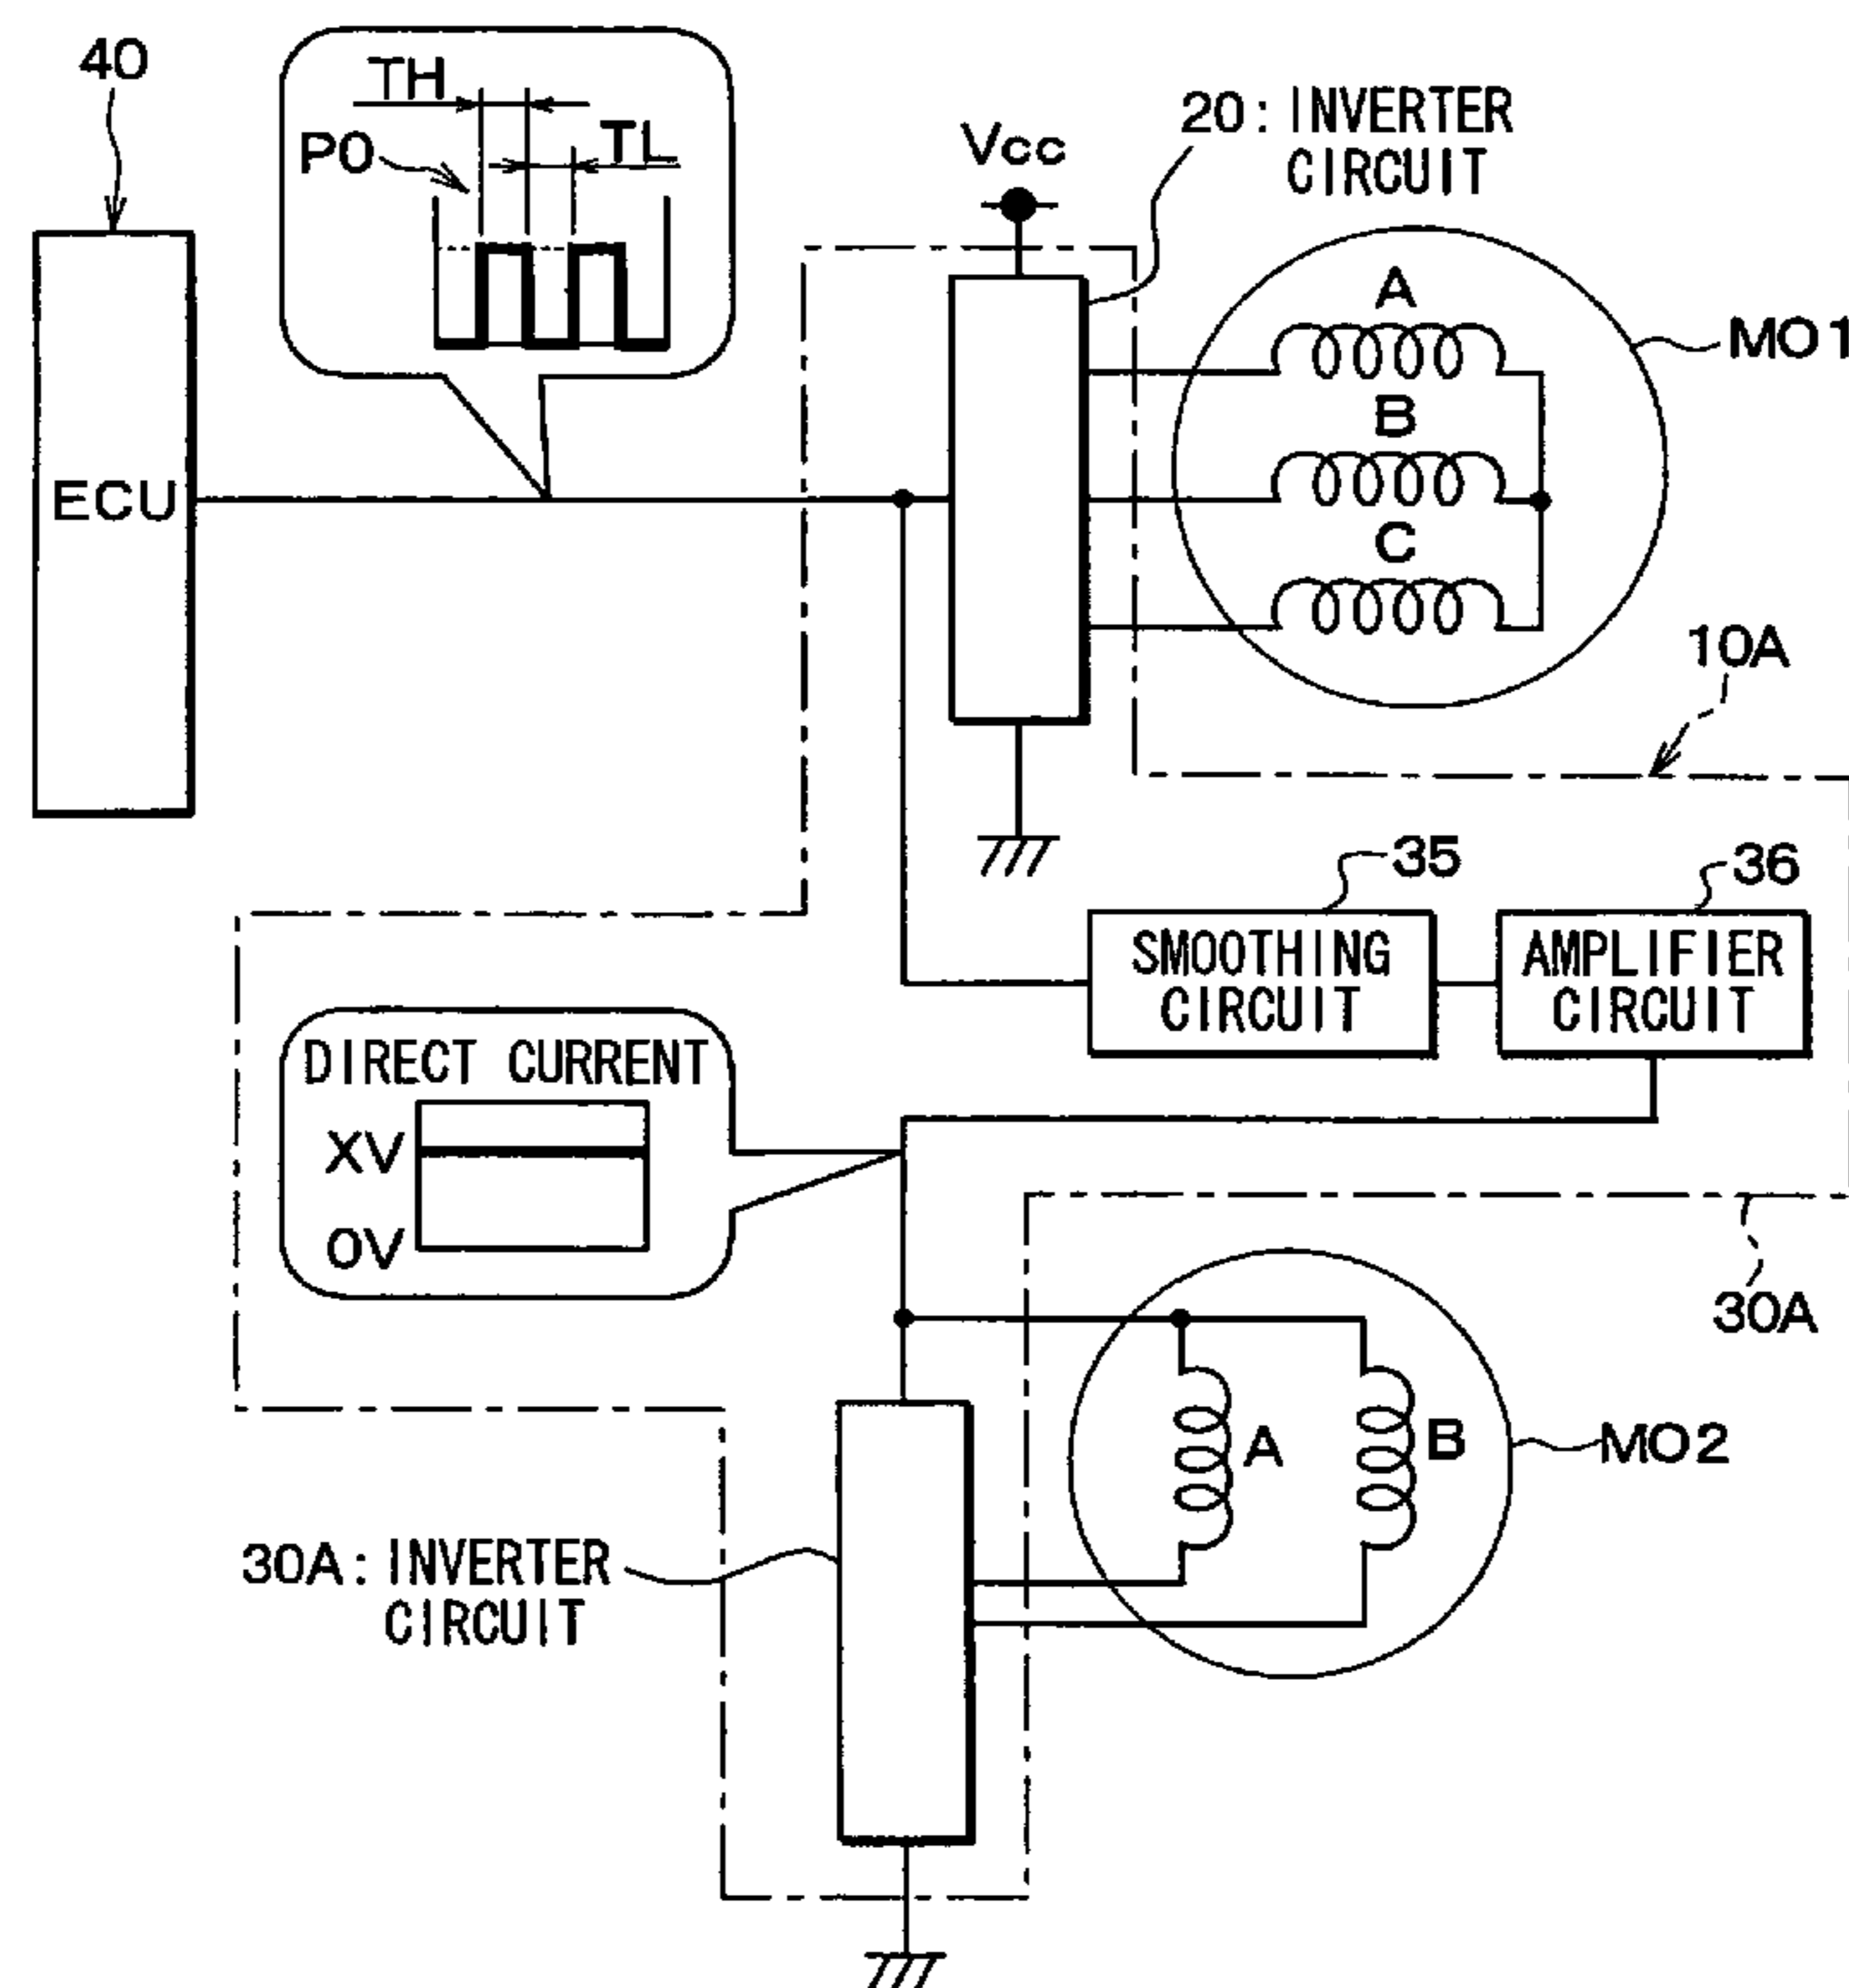 40
TH
P0
TL
20: INVERTER
CIRCUIT
Vcc
A
B
C
MO1
ECU
10A
35
36
SMOOTHING
CIRCUIT
AMPLIFIER
CIRCUIT
DIRECT CURRENT
XV
0V
30A
A
B
MO2
30A: INVERTER
CIRCUIT